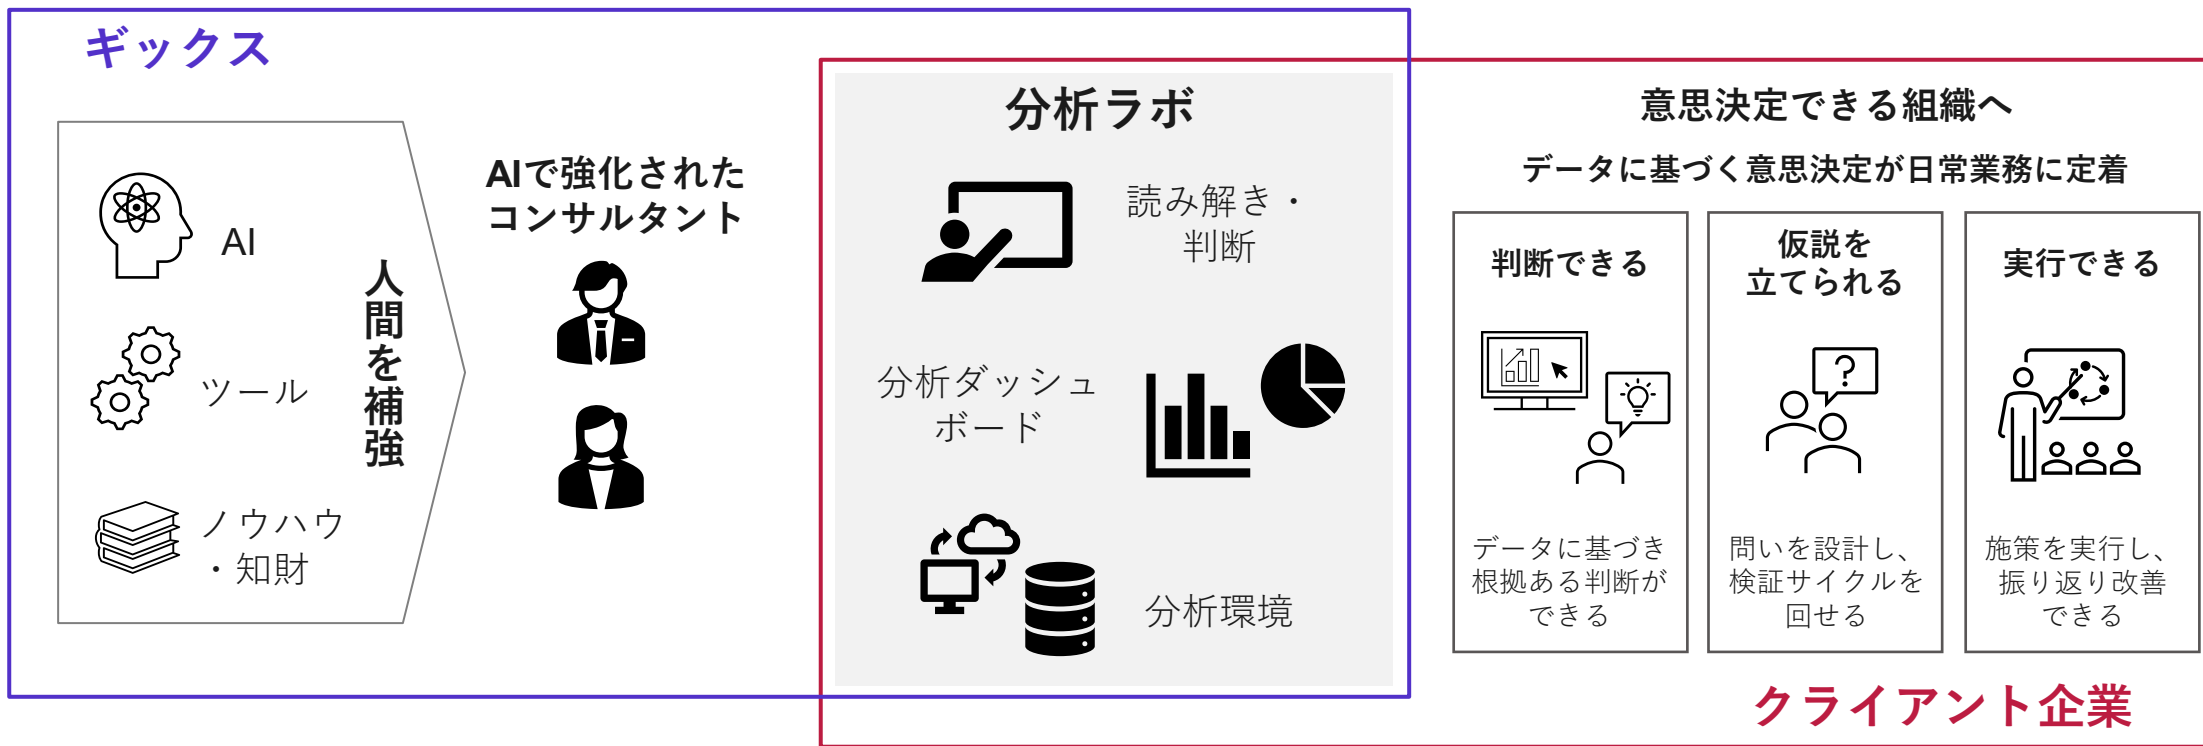 ギックス
AI
ツール
ノウハウ
・知財
人間を補強
AIで強化された
コンサルタント
分析ラボ
読み解き・
判断
分析ダッシュ
ボード
分析環境
意思決定できる組織へ
データに基づく意思決定が日常業務に定着
判断できる
データに基づき
根拠ある判断が
できる
仮説を
立てられる
?
問いを設計し、
検証サイクルを
回せる
実行できる
施策を実行し、
振り返り改善
できる
クライアント企業